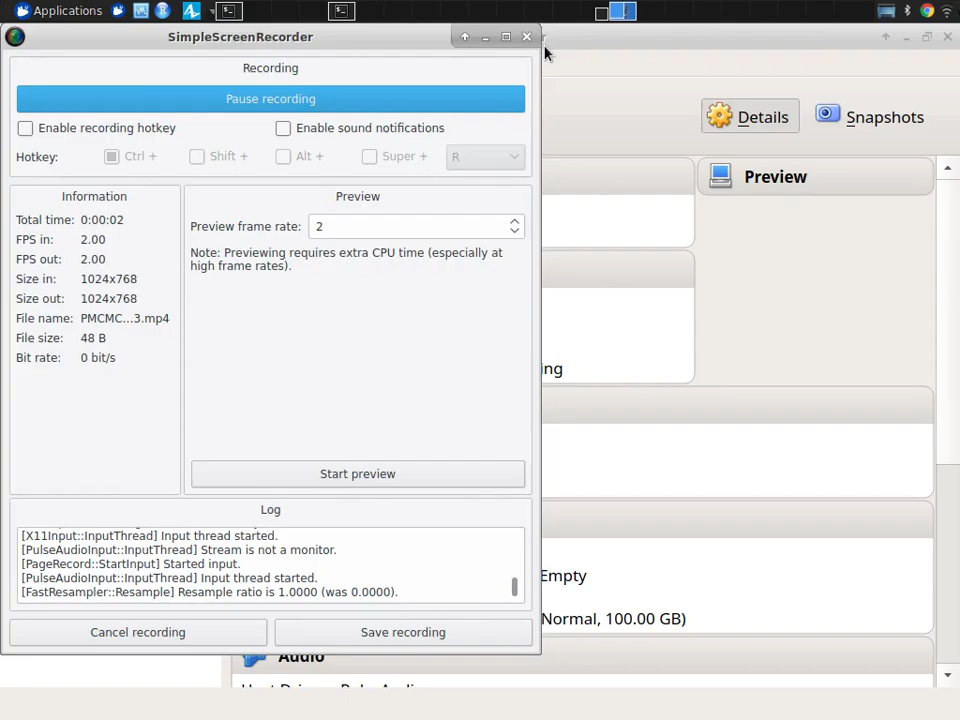 Applications
SimpleScreenRecorder
Recording
Pause recording
Enable recording hotkey
Enable sound notifications
Hotkey:
Ctrl +
Shift +
Alt +
Super +
R
Information
Total time: 0:00:02
FPS in: 2.00
FPS out: 2.00
Size in: 1024x768
Size out: 1024x768
File name: PMCMC...3.mp4
File size: 48 B
Bit rate: 0 bit/s
Preview
Preview frame rate: 2
Note: Previewing requires extra CPU time (especially at
high frame rates).
Start preview
Log
[X11Input::InputThread] Input thread started.
[PulseAudioInput::InputThread] Stream is not a monitor.
[PageRecord::StartInput] Started input.
[PulseAudioInput::InputThread] Input thread started.
[FastResampler::Resample] Resample ratio is 1.0000 (was 0.0000).
Cancel recording
Save recording
Details
Snapshots
Preview
ing
Empty
Normal, 100.00 GB)
Audio